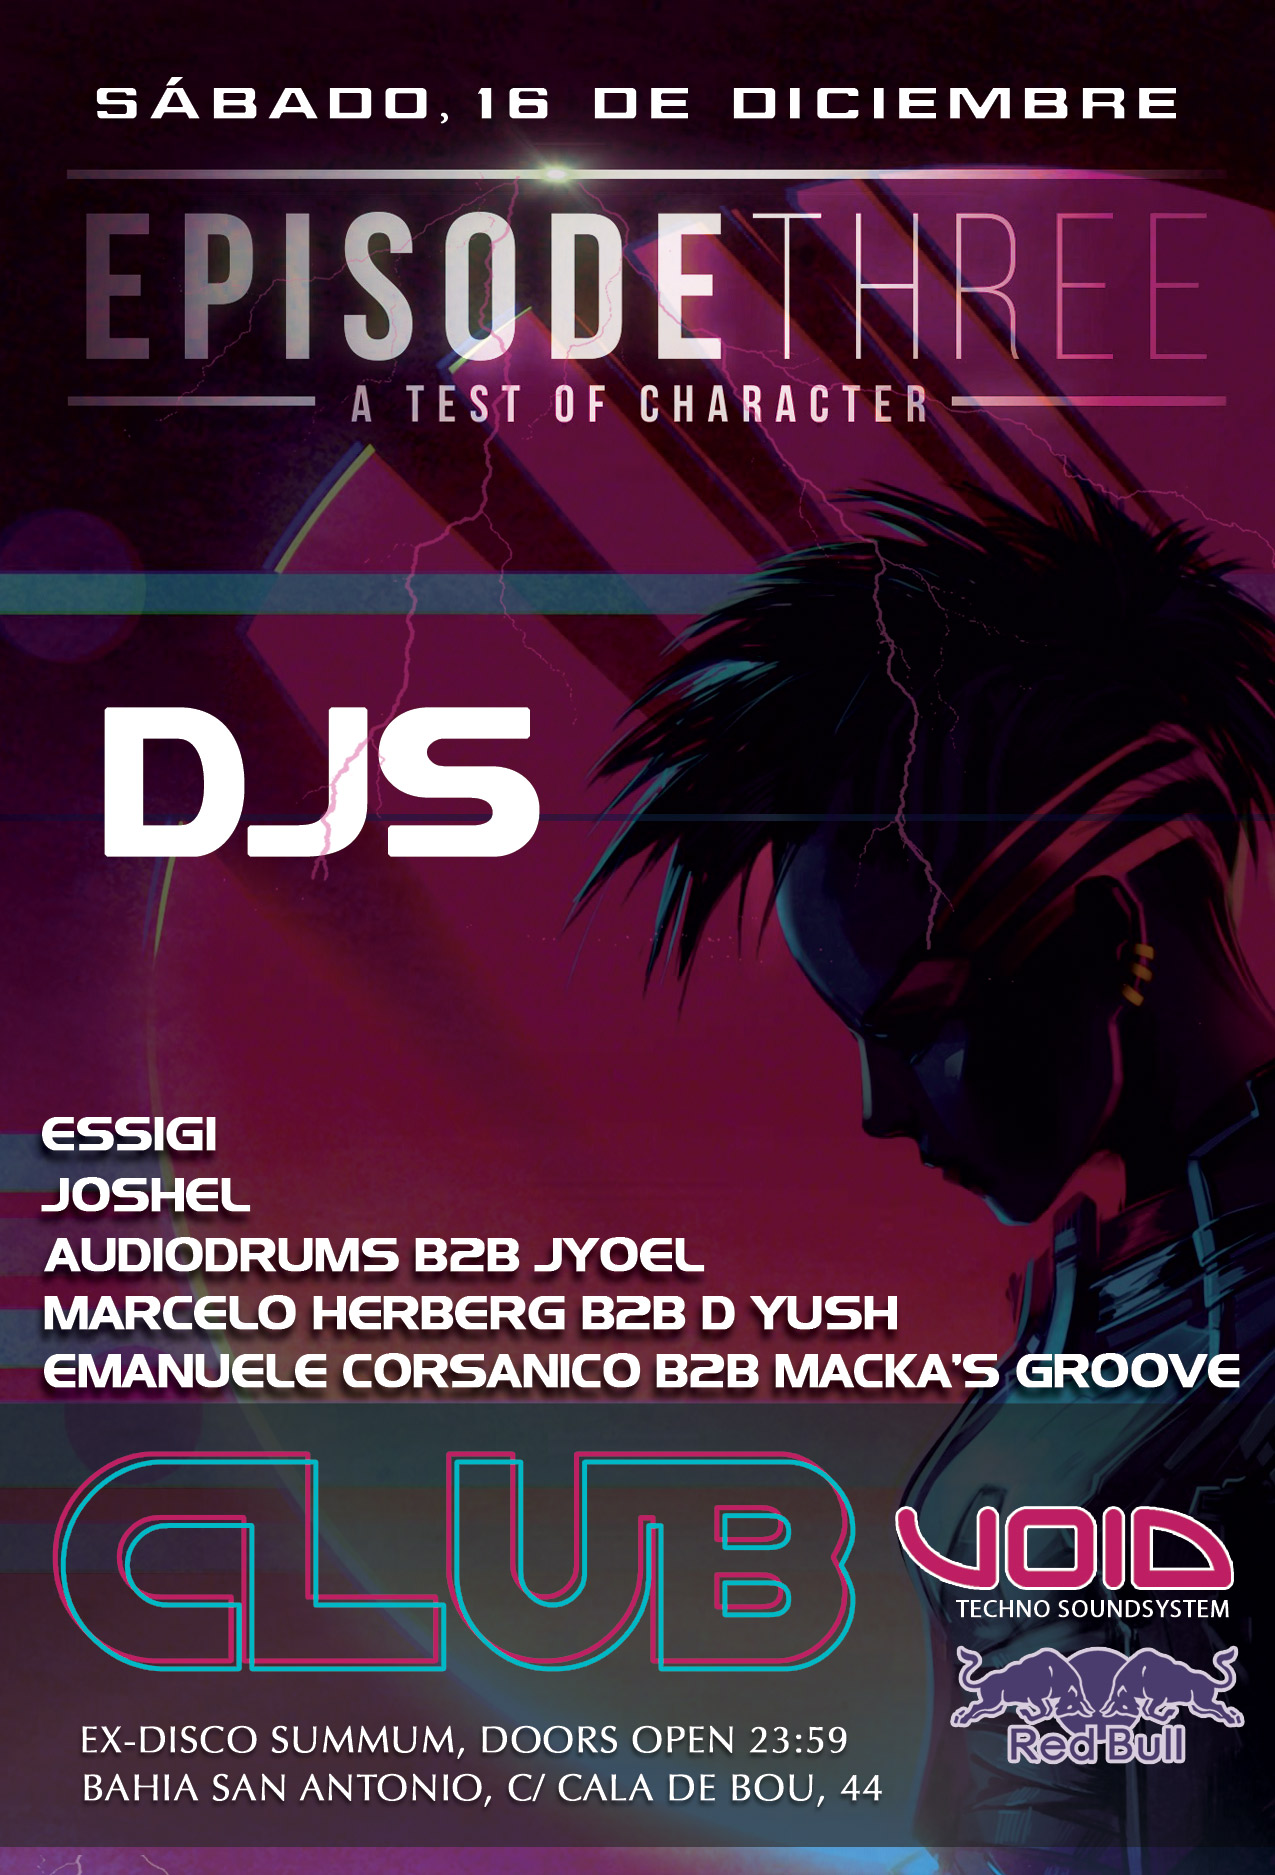 SÁBADO, 16 DE DICIEMBRE
EPISODETHREE
A TEST OF CHARACTER
DJS
ESSIGI
JOSHEL
AUDIODRUMS B2B JYOEL
MARCELO HERBERG B2B D YUSH
EMANUELE CORSANICO B2B MACKA'S GROOVE
CLUB
VOID
TECHNO SOUNDSYSTEM
Red Bull
EX-DISCO SUMMUM, DOORS OPEN 23:59
BAHIA SAN ANTONIO, C/ CALA DE BOU, 44